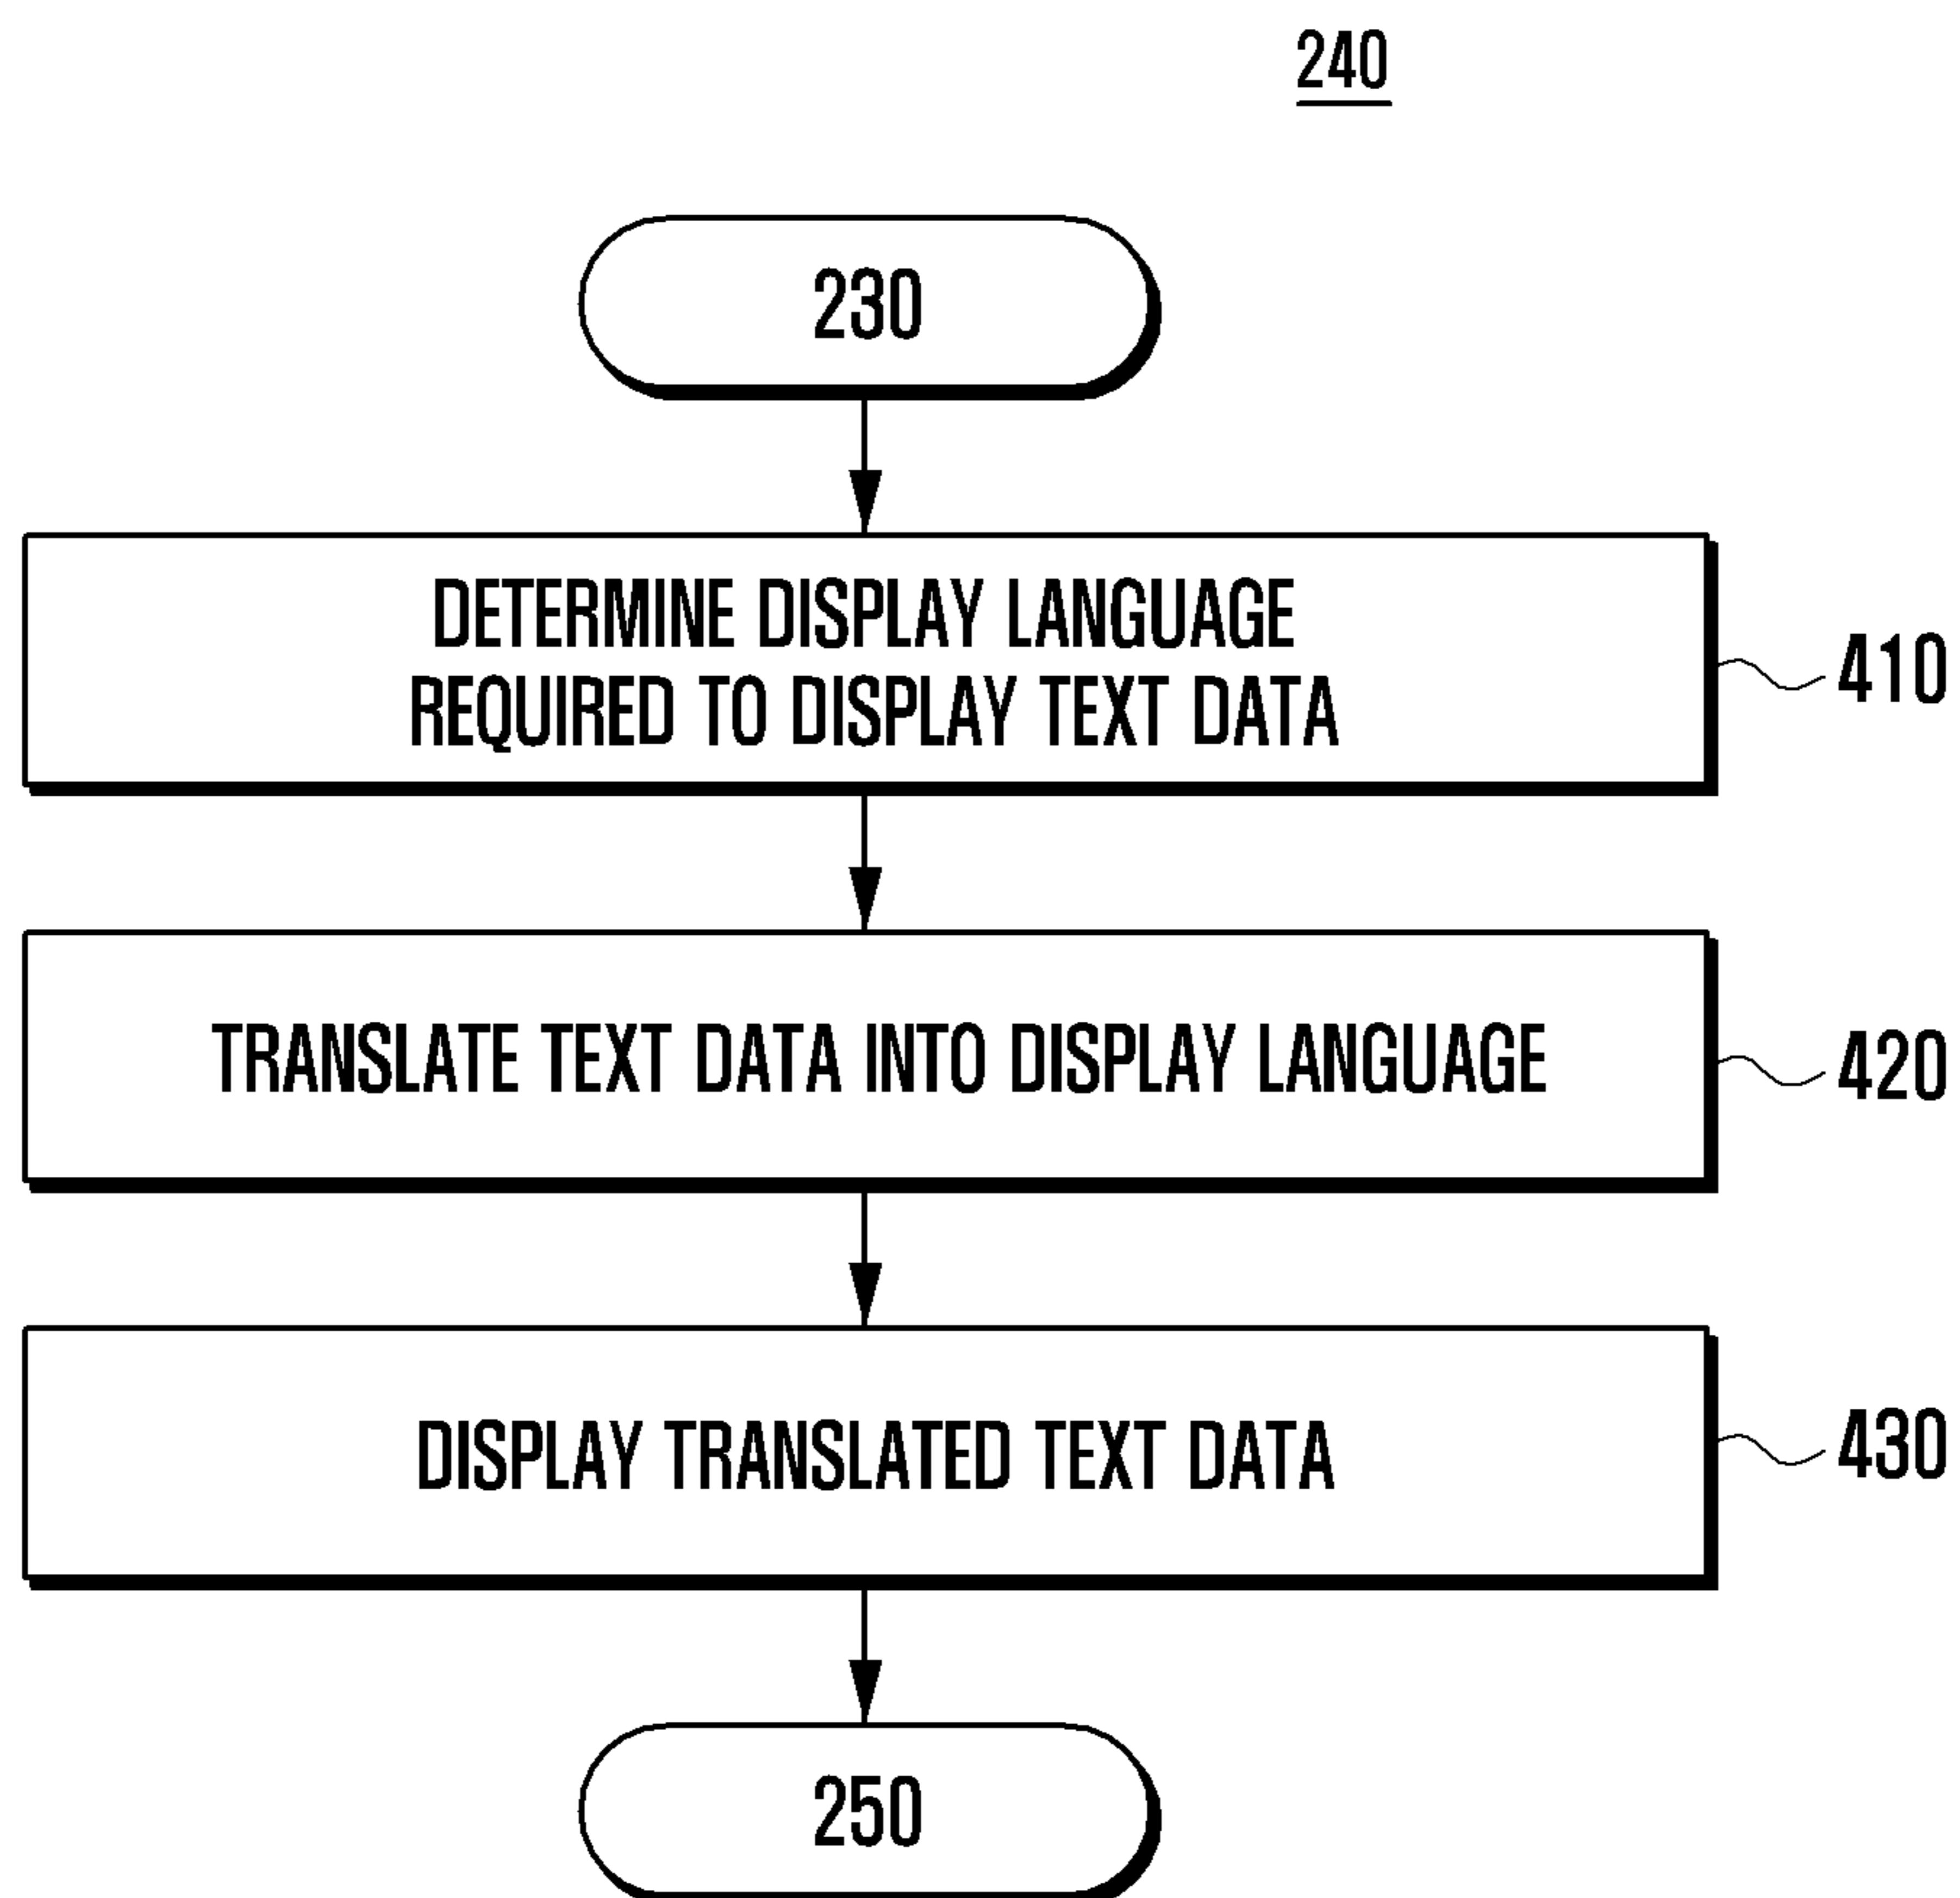 240
230
DETERMINE DISPLAY LANGUAGE
REQUIRED TO DISPLAY TEXT DATA
410
TRANSLATE TEXT DATA INTO DISPLAY LANGUAGE
420
DISPLAY TRANSLATED TEXT DATA
430
250